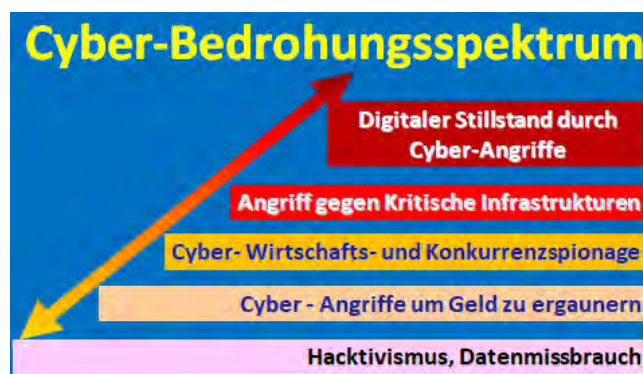 Cyber-Bedrohungsspektrum
Digitaler Stillstand durch
Cyber-Angriffe
Angriff gegen Kritische Infrastrukturen
Cyber- Wirtschafts- und Konkurrenzspionage
Cyber - Angriffe um Geld zu ergaunern
Hacktivismus, Datenmissbrauch